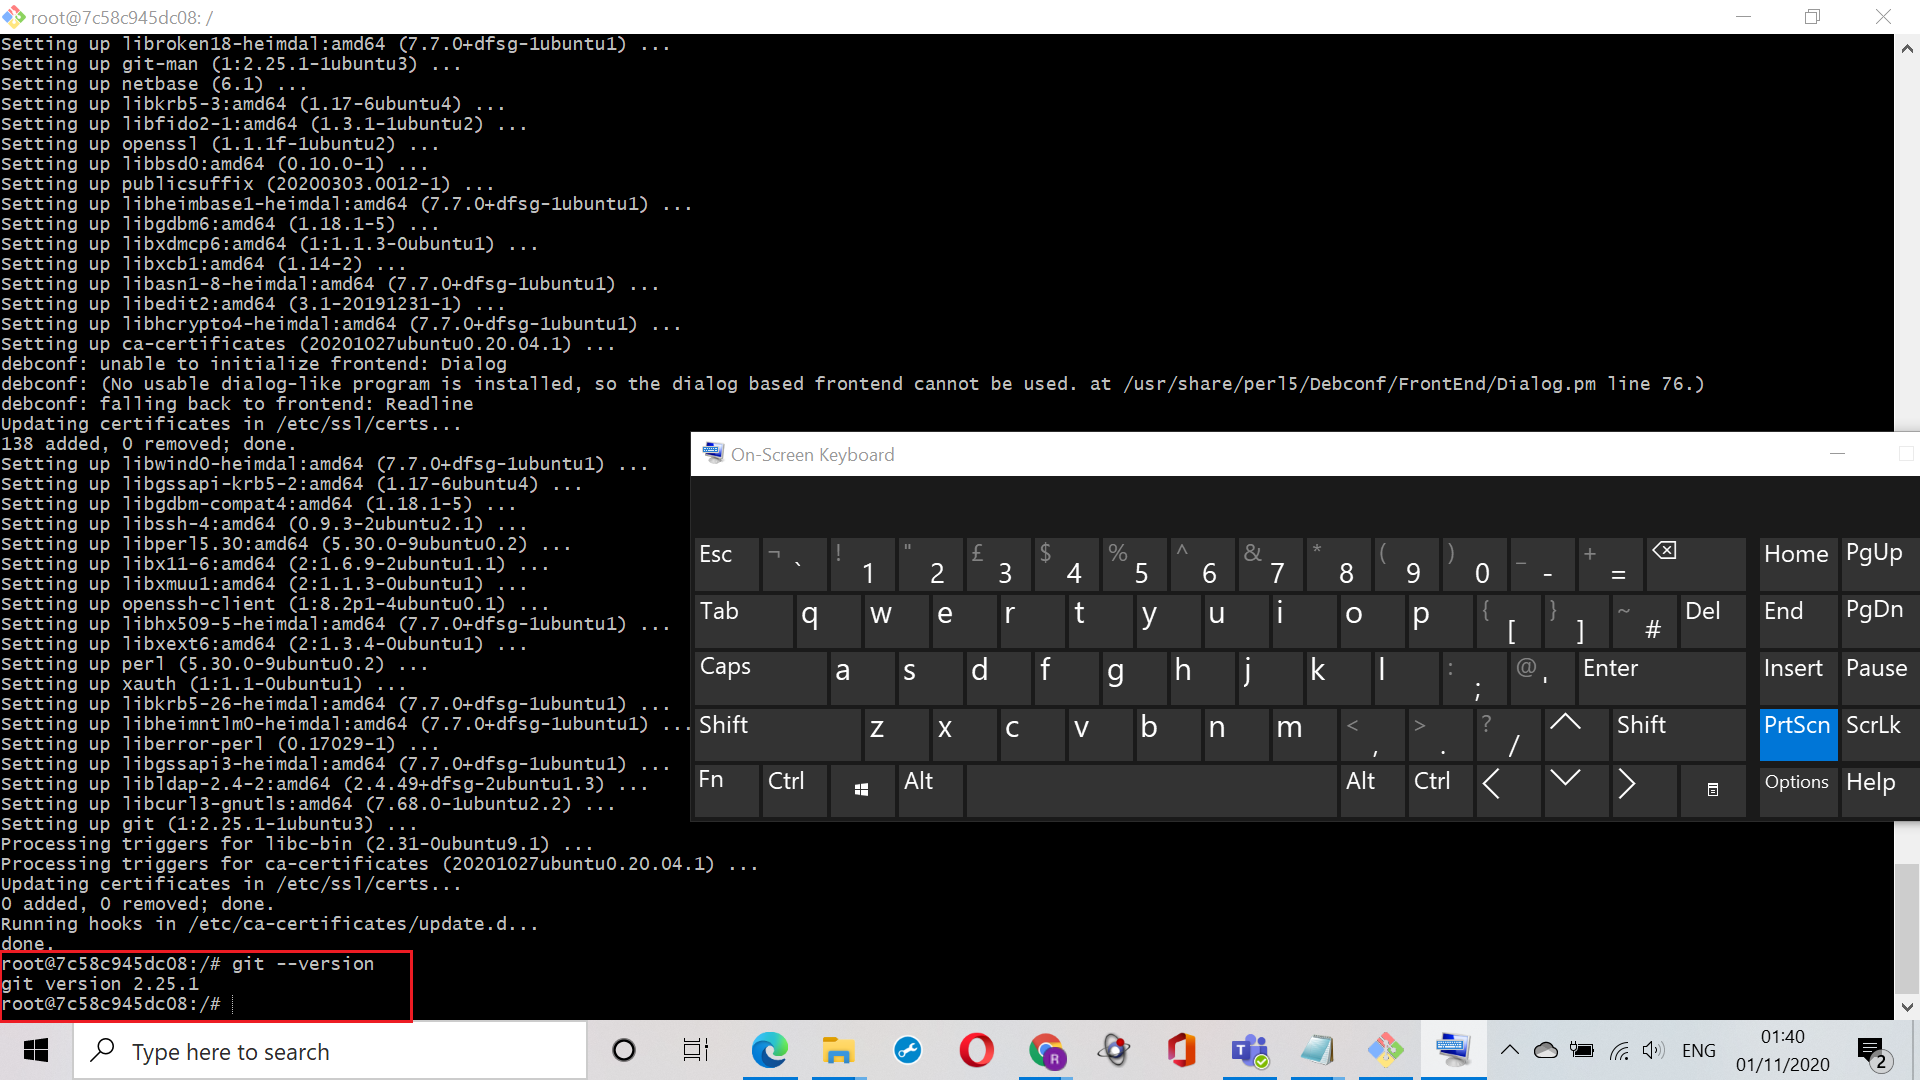 root@7c58c945dc08: /
Setting up libroken18-heimdal:amd64 (7.7.0+dfsg-1ubuntu1) ...
Setting up git-man (1:2.25.1-1ubuntu3) ...
Setting up netbase (6.1) ...
Setting up libkrb5-3:amd64 (1.17-6ubuntu4) ...
Setting up libfido2-1:amd64 (1.3.1-1ubuntu2) ...
Setting up openssl (1.1.1f-1ubuntu2) ...
Setting up libbsd0:amd64 (0.10.0-1) ...
Setting up publicsuffix (20200303.0012-1) ...
Setting up libheimbase1-heimdal:amd64 (7.7.0+dfsg-1ubuntu1) ...
Setting up libgdbm6:amd64 (1.18.1-5) ...
Setting up libxdmcp6:amd64 (1:1.1.3-0ubuntu1) ...
Setting up libxcb1:amd64 (1.14-2) ...
Setting up libasn1-8-heimdal:amd64 (7.7.0+dfsg-1ubuntu1) ...
Setting up libedit2:amd64 (3.1-20191231-1) ...
Setting up libhcrypto4-heimdal:amd64 (7.7.0+dfsg-1ubuntu1) ...
Setting up ca-certificates (20201027ubuntu0.20.04.1) ...
debconf: unable to initialize frontend: Dialog
debconf: (No usable dialog-like program is installed, so the dialog based frontend cannot be used. at /usr/share/perl5/Debconf/FrontEnd/Dialog.pm line 76.)
debconf: falling back to frontend: Readline
Updating certificates in /etc/ssl/certs...
138 added, 0 removed; done.
Setting up libwind0-heimdal:amd64 (7.7.0+dfsg-1ubuntu1) ...
Setting up libgssapi-krb5-2:amd64 (1.17-6ubuntu4) ...
Setting up libgdbm-compat4:amd64 (1.18.1-5) ...
Setting up libssh-4:amd64 (0.9.3-2ubuntu2.1) ...
Setting up libperl5.30:amd64 (5.30.0-9ubuntu0.2) ...
Setting up libx11-6:amd64 (2:1.6.9-2ubuntu1.1) ...
Setting up libxmuu1:amd64 (2:1.1.3-0ubuntu1) ...
Setting up openssh-client (1:8.2p1-4ubuntu0.1) ...
Setting up libhx509-5-heimdal:amd64 (7.7.0+dfsg-1ubuntu1) ...
Setting up libxext6:amd64 (2:1.3.4-0ubuntu1) ...
Setting up perl (5.30.0-9ubuntu0.2) ...
Setting up xauth (1:1.1-0ubuntu1) ...
Setting up libkrb5-26-heimdal:amd64 (7.7.0+dfsg-1ubuntu1) ...
Setting up libheimntlm0-heimdal:amd64 (7.7.0+dfsg-1ubuntu1) ...
Setting up liberror-perl (0.17029-1) ...
Setting up libgssapi3-heimdal:amd64 (7.7.0+dfsg-1ubuntu1) ...
Setting up libldap-2.4-2:amd64 (2.4.49+dfsg-2ubuntu1.3) ...
Setting up libcurl3-gnutls:amd64 (7.68.0-1ubuntu2.2) ...
Setting up git (1:2.25.1-1ubuntu3) ...
Processing triggers for libc-bin (2.31-0ubuntu9.1) ...
Processing triggers for ca-certificates (20201027ubuntu0.20.04.1) ...
Updating certificates in /etc/ssl/certs...
0 added, 0 removed; done.
Running hooks in /etc/ca-certificates/update.d...
done.
root@7c58c945dc08:/# git --version
git version 2.25.1
root@7c58c945dc08:/#
On-Screen Keyboard
Esc ¬ ` ! 1 " 2 £ 3 $ 4 % 5 ^ 6 & 7 * 8 ( 9 ) 0 _ - + = Home PgUp
Tab q w e r t y u i o p { [ } ] ~ # Del End PgDn
Caps a s d f g h j k l : ; @ ' Enter Insert Pause
Shift z x c v b n m < , > . ? / Shift PrtScn ScrLk
Fn Ctrl Alt Alt Ctrl Options Help
Type here to search
R
T
ENG
01:40
01/11/2020
2